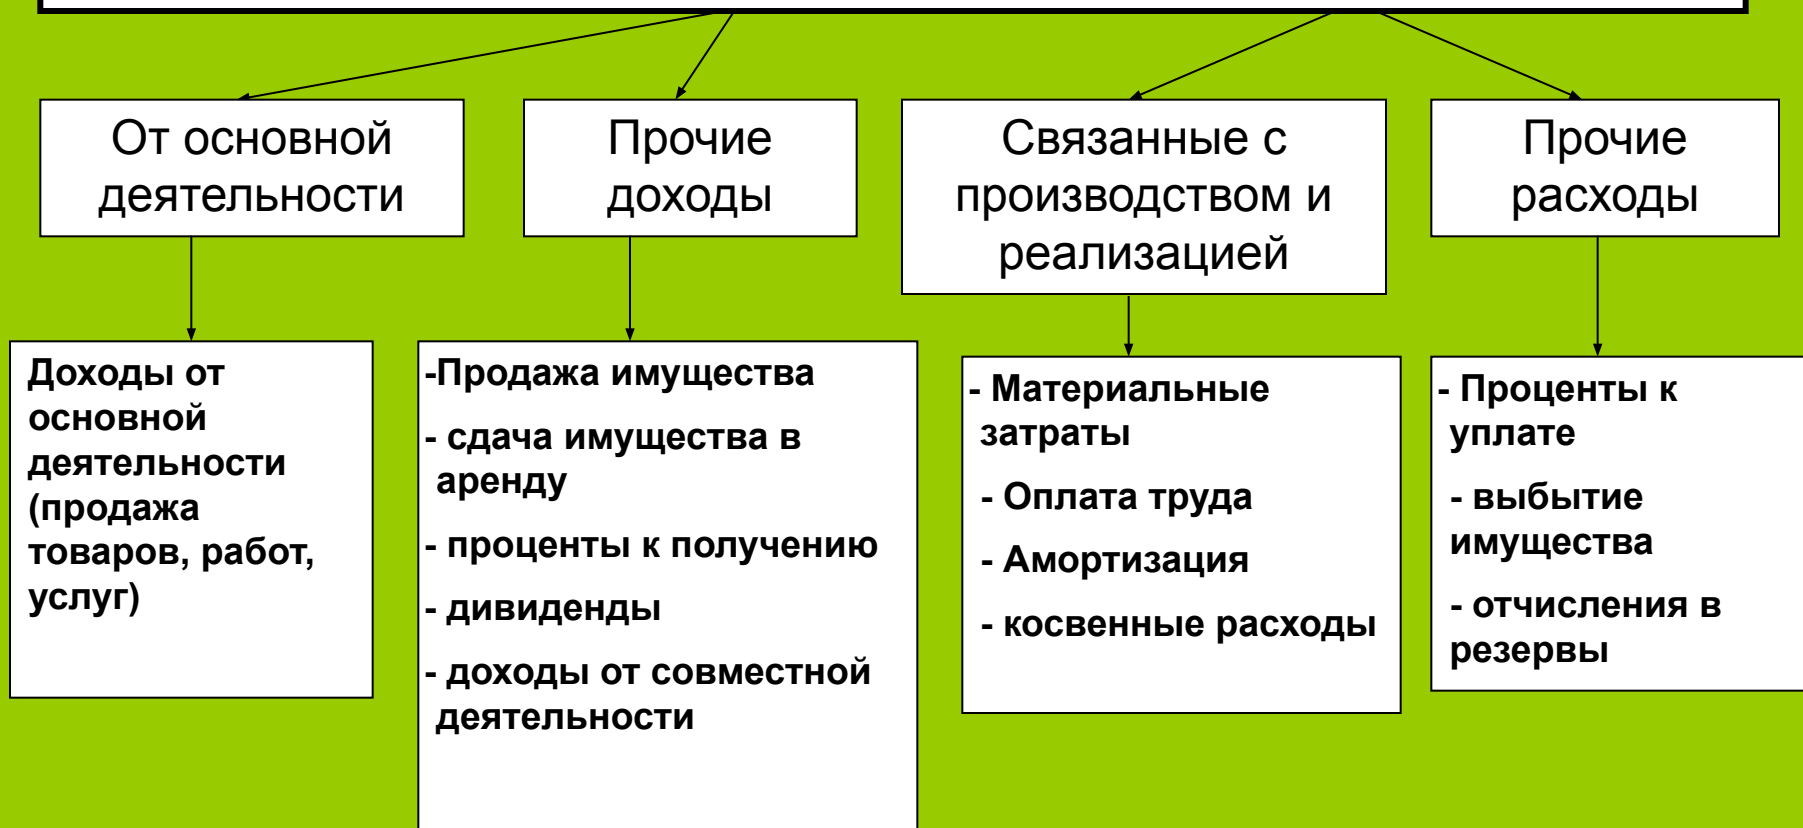 От основной
деятельности
Прочие
доходы
Связанные с
производством и
реализацией
Прочие
расходы
Доходы от
основной
деятельности
(продажа
товаров, работ,
услуг)
-Продажа имущества
- сдача имущества в
аренду
- проценты к получению
- дивиденды
- доходы от совместной
деятельности
- Материальные
затраты
- Оплата труда
- Амортизация
- косвенные расходы
- Проценты к
уплате
- выбытие
имущества
- отчисления в
резервы